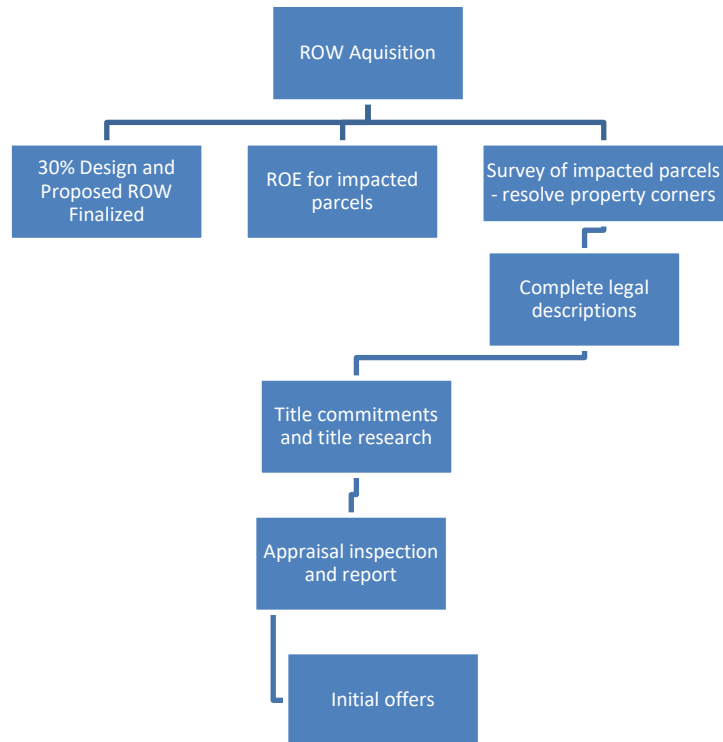 ROW Aquisition
30% Design and
Proposed ROW
Finalized
ROE for impacted
parcels
Survey of impacted parcels
- resolve property corners
Complete legal
descriptions
Title commitments
and title research
Appraisal inspection
and report
Initial offers